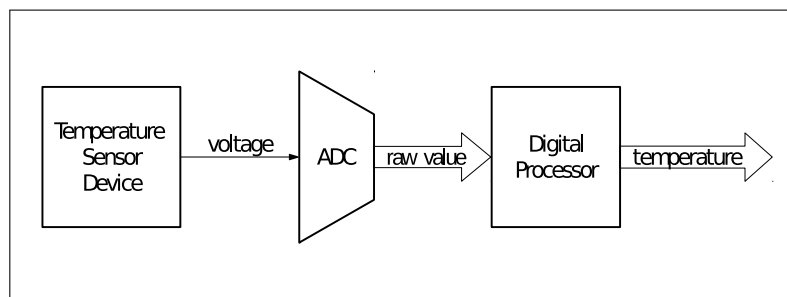 Temperature
Sensor
Device
voltage
ADC
raw value
Digital
Processor
temperature